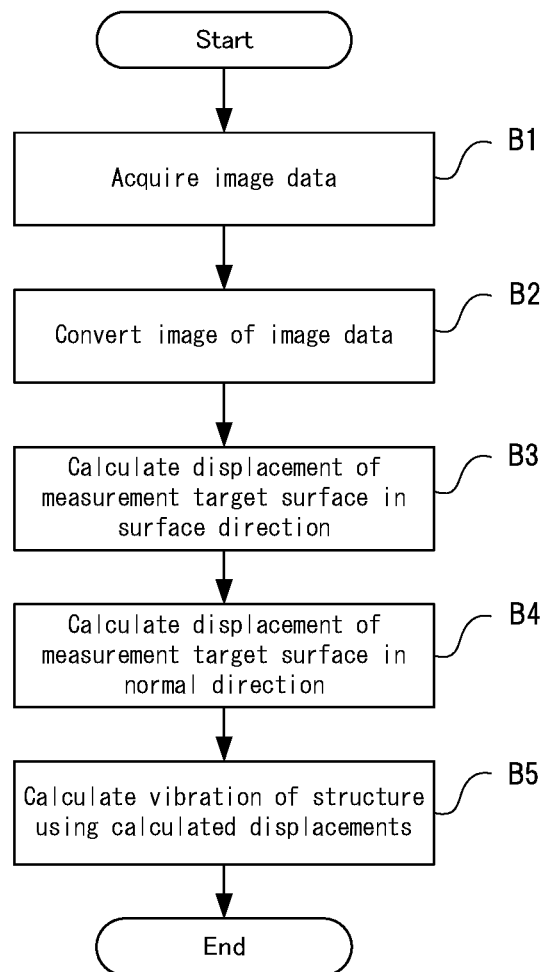 Start
B1
Acquire image data
B2
Convert image of image data
B3
Calculate displacement of
measurement target surface in
surface direction
B4
Calculate displacement of
measurement target surface in
normal direction
B5
Calculate vibration of structure
using calculated displacements
End